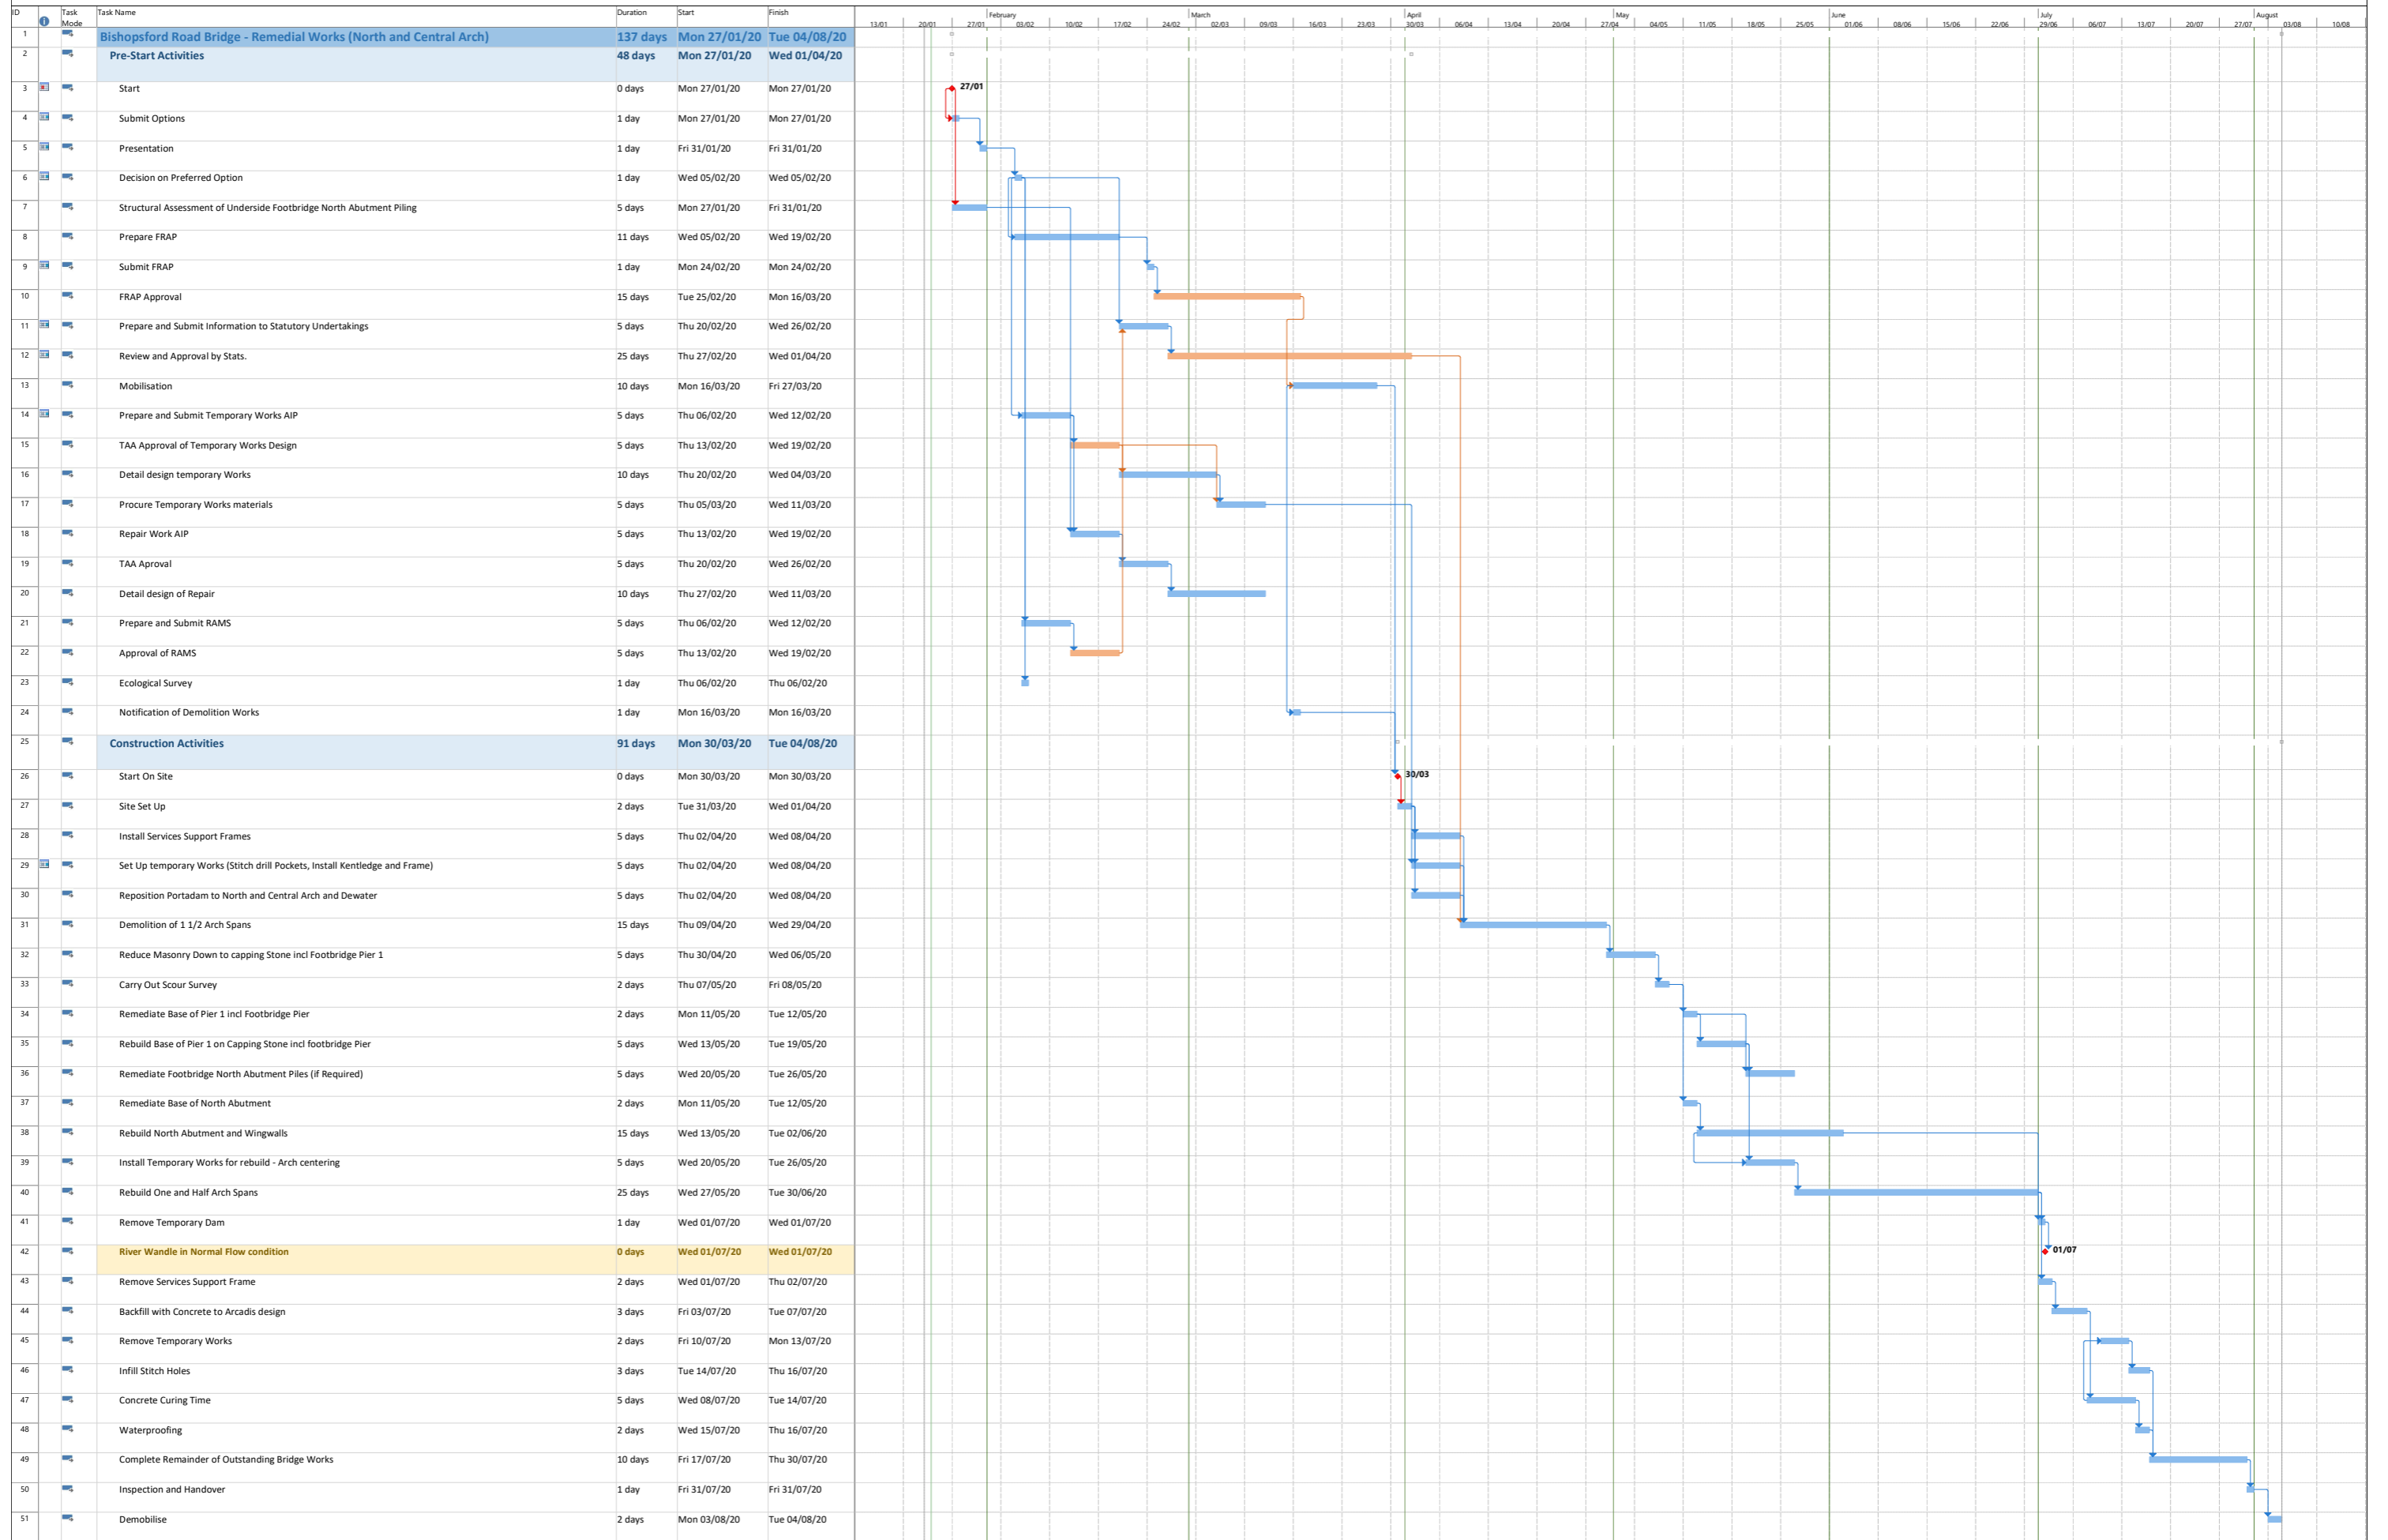 ID Task Mode Task Name Duration Start Finish
February March April May June July August
13/01 20/01 27/01 03/02 10/02 17/02 24/02 02/03 09/03 16/03 23/03 30/03 06/04 13/04 20/04 27/04 04/05 11/05 18/05 25/05 01/06 08/06 15/06 22/06 29/06 06/07 13/07 20/07 27/07 03/08 10/08
1 Bishopsford Road Bridge - Remedial Works (North and Central Arch) 137 days Mon 27/01/20 Tue 04/08/20
2 Pre-Start Activities 48 days Mon 27/01/20 Wed 01/04/20
3 Start 0 days Mon 27/01/20 Mon 27/01/20 27/01
4 Submit Options 1 day Mon 27/01/20 Mon 27/01/20
5 Presentation 1 day Fri 31/01/20 Fri 31/01/20
6 Decision on Preferred Option 1 day Wed 05/02/20 Wed 05/02/20
7 Structural Assessment of Underside Footbridge North Abutment Piling 5 days Mon 27/01/20 Fri 31/01/20
8 Prepare FRAP 11 days Wed 05/02/20 Wed 19/02/20
9 Submit FRAP 1 day Mon 24/02/20 Mon 24/02/20
10 FRAP Approval 15 days Tue 25/02/20 Mon 16/03/20
11 Prepare and Submit Information to Statutory Undertakings 5 days Thu 20/02/20 Wed 26/02/20
12 Review and Approval by Stats. 25 days Thu 27/02/20 Wed 01/04/20
13 Mobilisation 10 days Mon 16/03/20 Fri 27/03/20
14 Prepare and Submit Temporary Works AIP 5 days Thu 06/02/20 Wed 12/02/20
15 TAA Approval of Temporary Works Design 5 days Thu 13/02/20 Wed 19/02/20
16 Detail design temporary Works 10 days Thu 20/02/20 Wed 04/03/20
17 Procure Temporary Works materials 5 days Thu 05/03/20 Wed 11/03/20
18 Repair Work AIP 5 days Thu 13/02/20 Wed 19/02/20
19 TAA Aproval 5 days Thu 20/02/20 Wed 26/02/20
20 Detail design of Repair 10 days Thu 27/02/20 Wed 11/03/20
21 Prepare and Submit RAMS 5 days Thu 06/02/20 Wed 12/02/20
22 Approval of RAMS 5 days Thu 13/02/20 Wed 19/02/20
23 Ecological Survey 1 day Thu 06/02/20 Thu 06/02/20
24 Notification of Demolition Works 1 day Mon 16/03/20 Mon 16/03/20
25 Construction Activities 91 days Mon 30/03/20 Tue 04/08/20
26 Start On Site 0 days Mon 30/03/20 Mon 30/03/20 30/03
27 Site Set Up 2 days Tue 31/03/20 Wed 01/04/20
28 Install Services Support Frames 5 days Thu 02/04/20 Wed 08/04/20
29 Set Up temporary Works (Stitch drill Pockets, Install Kentledge and Frame) 5 days Thu 02/04/20 Wed 08/04/20
30 Reposition Portadam to North and Central Arch and Dewater 5 days Thu 02/04/20 Wed 08/04/20
31 Demolition of 1 1/2 Arch Spans 15 days Thu 09/04/20 Wed 29/04/20
32 Reduce Masonry Down to capping Stone incl Footbridge Pier 1 5 days Thu 30/04/20 Wed 06/05/20
33 Carry Out Scour Survey 2 days Thu 07/05/20 Fri 08/05/20
34 Remediate Base of Pier 1 incl Footbridge Pier 2 days Mon 11/05/20 Tue 12/05/20
35 Rebuild Base of Pier 1 on Capping Stone incl footbridge Pier 5 days Wed 13/05/20 Tue 19/05/20
36 Remediate Footbridge North Abutment Piles (if Required) 5 days Wed 20/05/20 Tue 26/05/20
37 Remediate Base of North Abutment 2 days Mon 11/05/20 Tue 12/05/20
38 Rebuild North Abutment and Wingwalls 15 days Wed 13/05/20 Tue 02/06/20
39 Install Temporary Works for rebuild - Arch centering 5 days Wed 20/05/20 Tue 26/05/20
40 Rebuild One and Half Arch Spans 25 days Wed 27/05/20 Tue 30/06/20
41 Remove Temporary Dam 1 day Wed 01/07/20 Wed 01/07/20
42 River Wandle in Normal Flow condition 0 days Wed 01/07/20 Wed 01/07/20 01/07
43 Remove Services Support Frame 2 days Wed 01/07/20 Thu 02/07/20
44 Backfill with Concrete to Arcadis design 3 days Fri 03/07/20 Tue 07/07/20
45 Remove Temporary Works 2 days Fri 10/07/20 Mon 13/07/20
46 Infill Stitch Holes 3 days Tue 14/07/20 Thu 16/07/20
47 Concrete Curing Time 5 days Wed 08/07/20 Tue 14/07/20
48 Waterproofing 2 days Wed 15/07/20 Thu 16/07/20
49 Complete Remainder of Outstanding Bridge Works 10 days Fri 17/07/20 Thu 30/07/20
50 Inspection and Handover 1 day Fri 31/07/20 Fri 31/07/20
51 Demobilise 2 days Mon 03/08/20 Tue 04/08/20